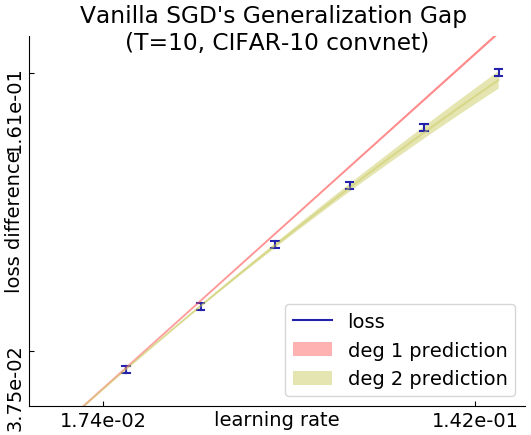 Vanilla SGD's Generalization Gap
(T=10, CIFAR-10 convnet)
1.61e-01
loss difference
3.75e-02
loss
deg 1 prediction
deg 2 prediction
1.74e-02
learning rate
1.42e-01